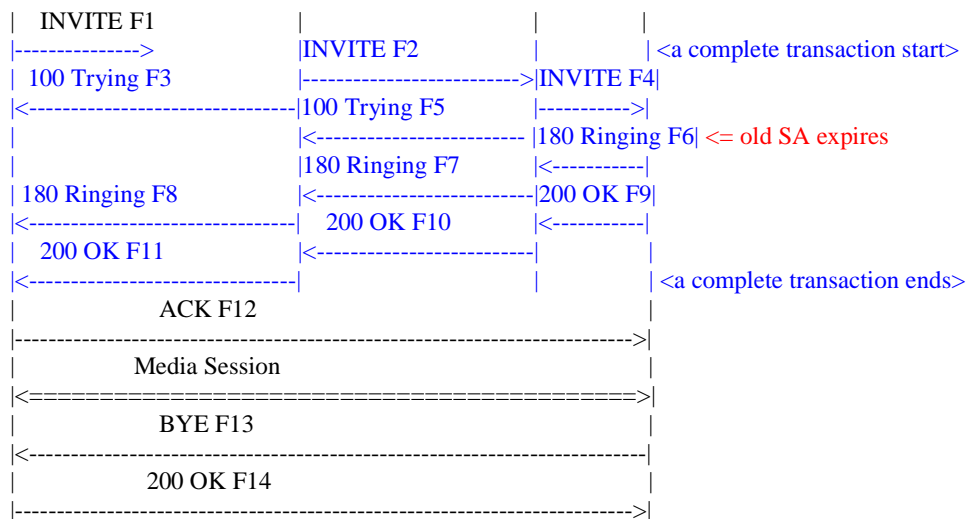 |    INVITE F1                    |                            |            |
|--------------->                 |INVITE F2              |            | <a complete transaction start>
|  100 Trying F3               |-------------------------->|INVITE F4|
|<--------------------------------|100 Trying F5         |----------->|
|                                     |<------------------------- |180 Ringing F6| <= old SA expires
|                                     |180 Ringing F7        |<-----------|
| 180 Ringing F8              |<--------------------------|200 OK F9|
|<--------------------------------|    200 OK F10         |<-----------|
|    200 OK F11                 |<--------------------------|            |
|<--------------------------------|                            |            | <a complete transaction ends>
|                ACK F12                                              |
|-------------------------------------------------------------------------->|
|            Media Session                                          |
|<===========================================>|
|                BYE F13                                               |
|<--------------------------------------------------------------------------|
|              200 OK F14                                            |
|-------------------------------------------------------------------------->|